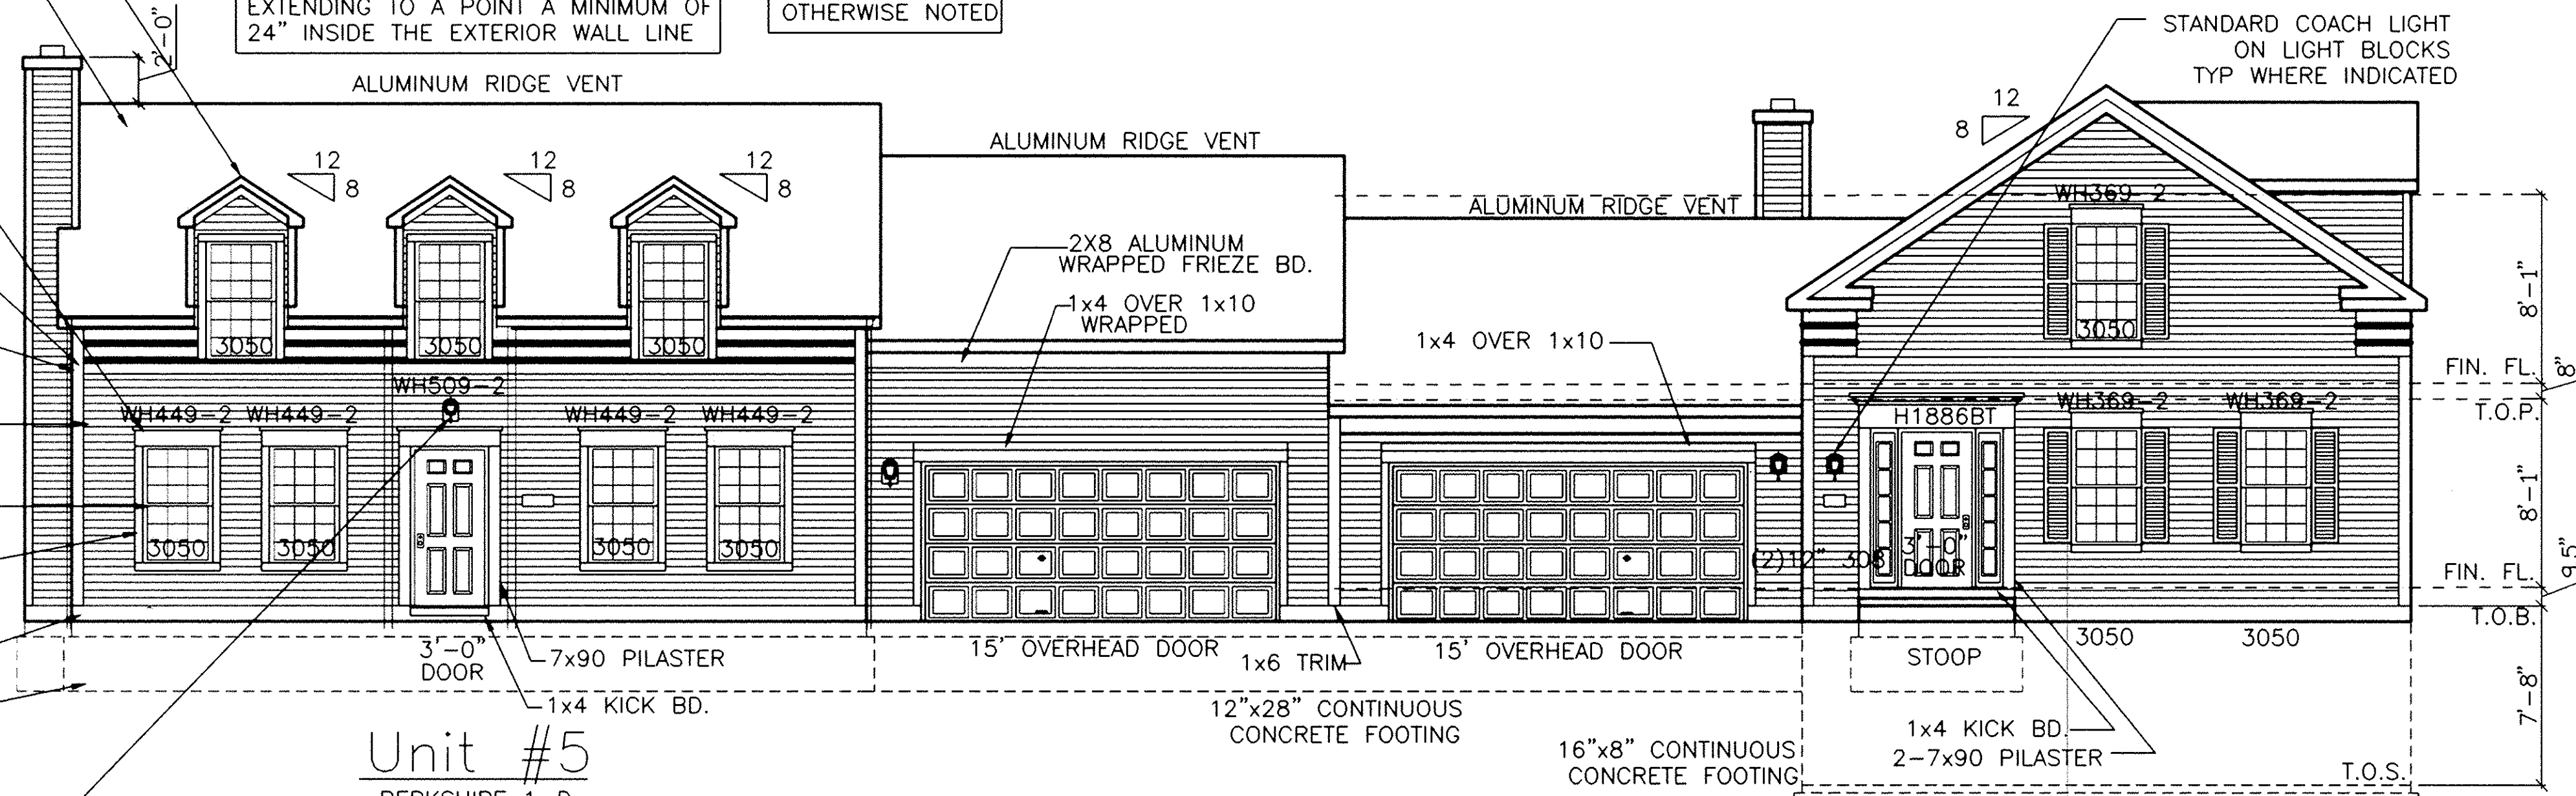 EXTENDING TO A POINT A MINIMUM OF
24" INSIDE THE EXTERIOR WALL LINE
OTHERWISE NOTED
2'-0"
STANDARD COACH LIGHT
ON LIGHT BLOCKS
TYP WHERE INDICATED
ALUMINUM RIDGE VENT
ALUMINUM RIDGE VENT
ALUMINUM RIDGE VENT
12
8
12
8
12
8
12
8
WH369-2
2X8 ALUMINUM
WRAPPED FRIEZE BD.
1x4 OVER 1x10
WRAPPED
1x4 OVER 1x10
3050
3050
3050
3050
8'-1"
FIN. FL.
8"
T.O.P.
WH509-2
WH449-2
WH449-2
WH449-2
WH449-2
H1886BT
WH369-2
WH369-2
3050
3050
3050
3050
(2)12" 308
3'-0"
DOOR
8'-1"
FIN. FL.
9.5"
T.O.B.
3'-0"
DOOR
7x90 PILASTER
1x4 KICK BD.
15' OVERHEAD DOOR
1x6 TRIM
15' OVERHEAD DOOR
STOOP
3050
3050
12"x28" CONTINUOUS
CONCRETE FOOTING
16"x8" CONTINUOUS
CONCRETE FOOTING
1x4 KICK BD.
2-7x90 PILASTER
7'-8"
T.O.S.
Unit #5
BERKSHIRE 1 D